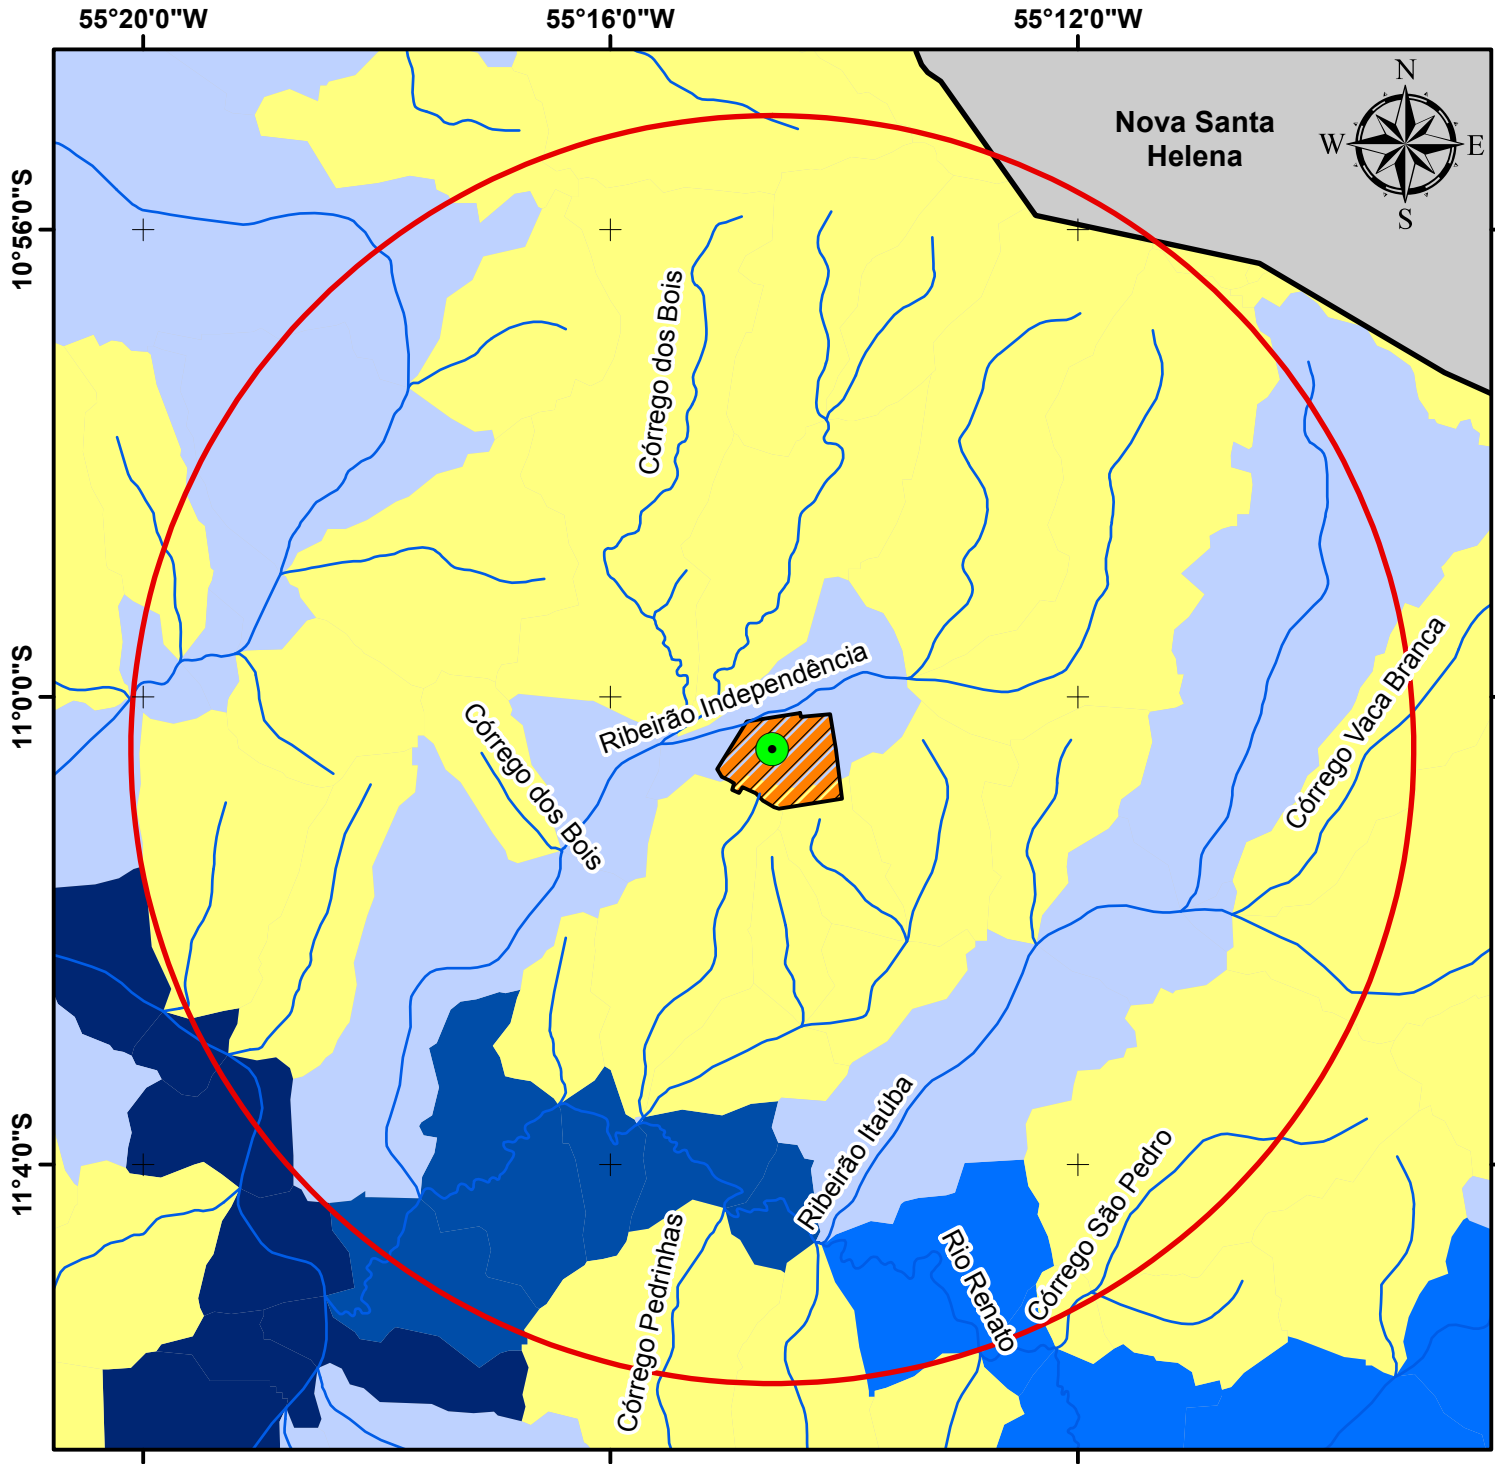 55°20'0"W
55°16'0"W
55°12'0"W
Nova Santa
Helena
N
W
E
S
10°56'0"S
Córrego dos Bois
Ribeirão Independência
11°0'0"S
Córrego dos Bois
Córrego Vaca Branca
Ribeirão Itaúba
11°4'0"S
Córrego São Pedro
Córrego Pedrinhas
Rio Renato